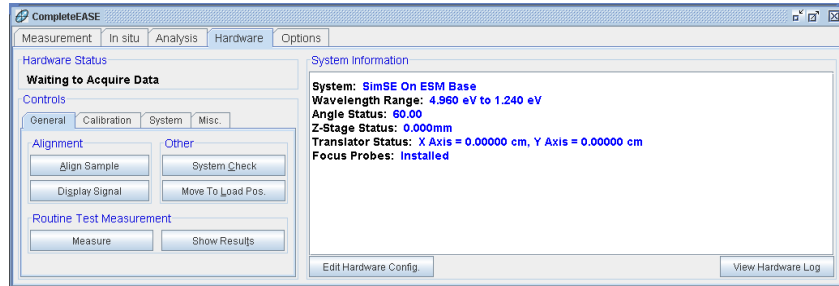 CompleteEASE
Measurement In situ Analysis Hardware Options
Hardware Status
Waiting to Acquire Data
Controls
General Calibration System Misc.
Alignment Other
Align Sample System Check
Display Signal Move To Load Pos.
Routine Test Measurement
Measure Show Results
System Information
System: SimSE On ESM Base
Wavelength Range: 4.960 eV to 1.240 eV
Angle Status: 60.00
Z-Stage Status: 0.000mm
Translator Status: X Axis = 0.00000 cm, Y Axis = 0.00000 cm
Focus Probes: Installed
Edit Hardware Config. View Hardware Log